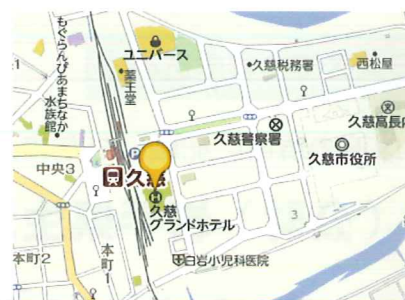 ユニバース
もぐらんぴあまちなか
水族館
薬王堂
久慈税務署
西松屋
久慈警察署
久慈市役所
久慈高長内
中央3
久慈
久慈
グランドホテル
3
白岩小児科医院
本町2
本町1